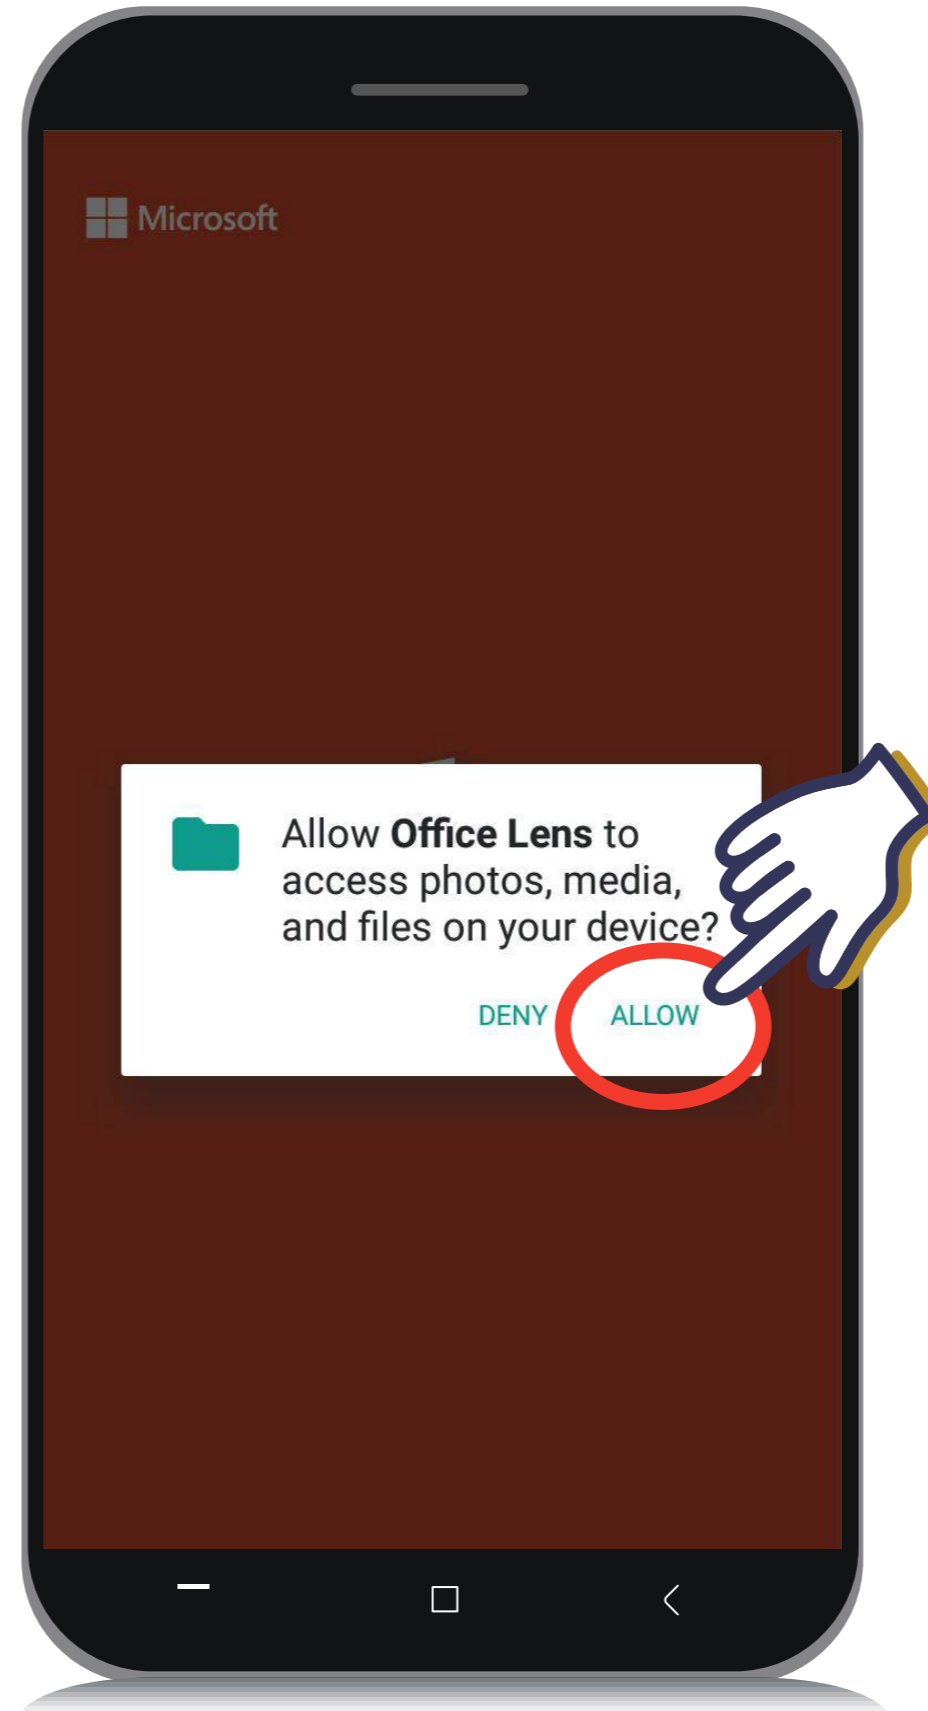 Microsoft
Allow Office Lens to
access photos, media,
and files on your device?
DENY ALLOW